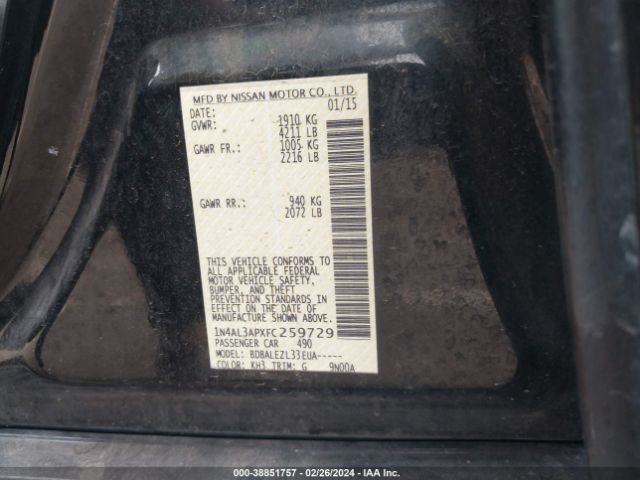 MFD BY NISSAN MOTOR CO., LTD.
DATE: 01/15
GVWR: 1910 KG
4211 LB
GAWR FR.: 1005 KG
2216 LB
GAWR RR.: 940 KG
2072 LB
THIS VEHICLE CONFORMS TO
ALL APPLICABLE FEDERAL
MOTOR VEHICLE SAFETY,
BUMPER, AND THEFT
PREVENTION STANDARDS IN
EFFECT ON THE DATE OF
MANUFACTURE SHOWN ABOVE.
1N4AL3APXFC259729
PASSENGER CAR 490
MODEL: BDBALEZL33EUA-----
COLOR: KH3 TRIM: G 9N00A
000-38851757 - 02/26/2024 - IAA Inc.